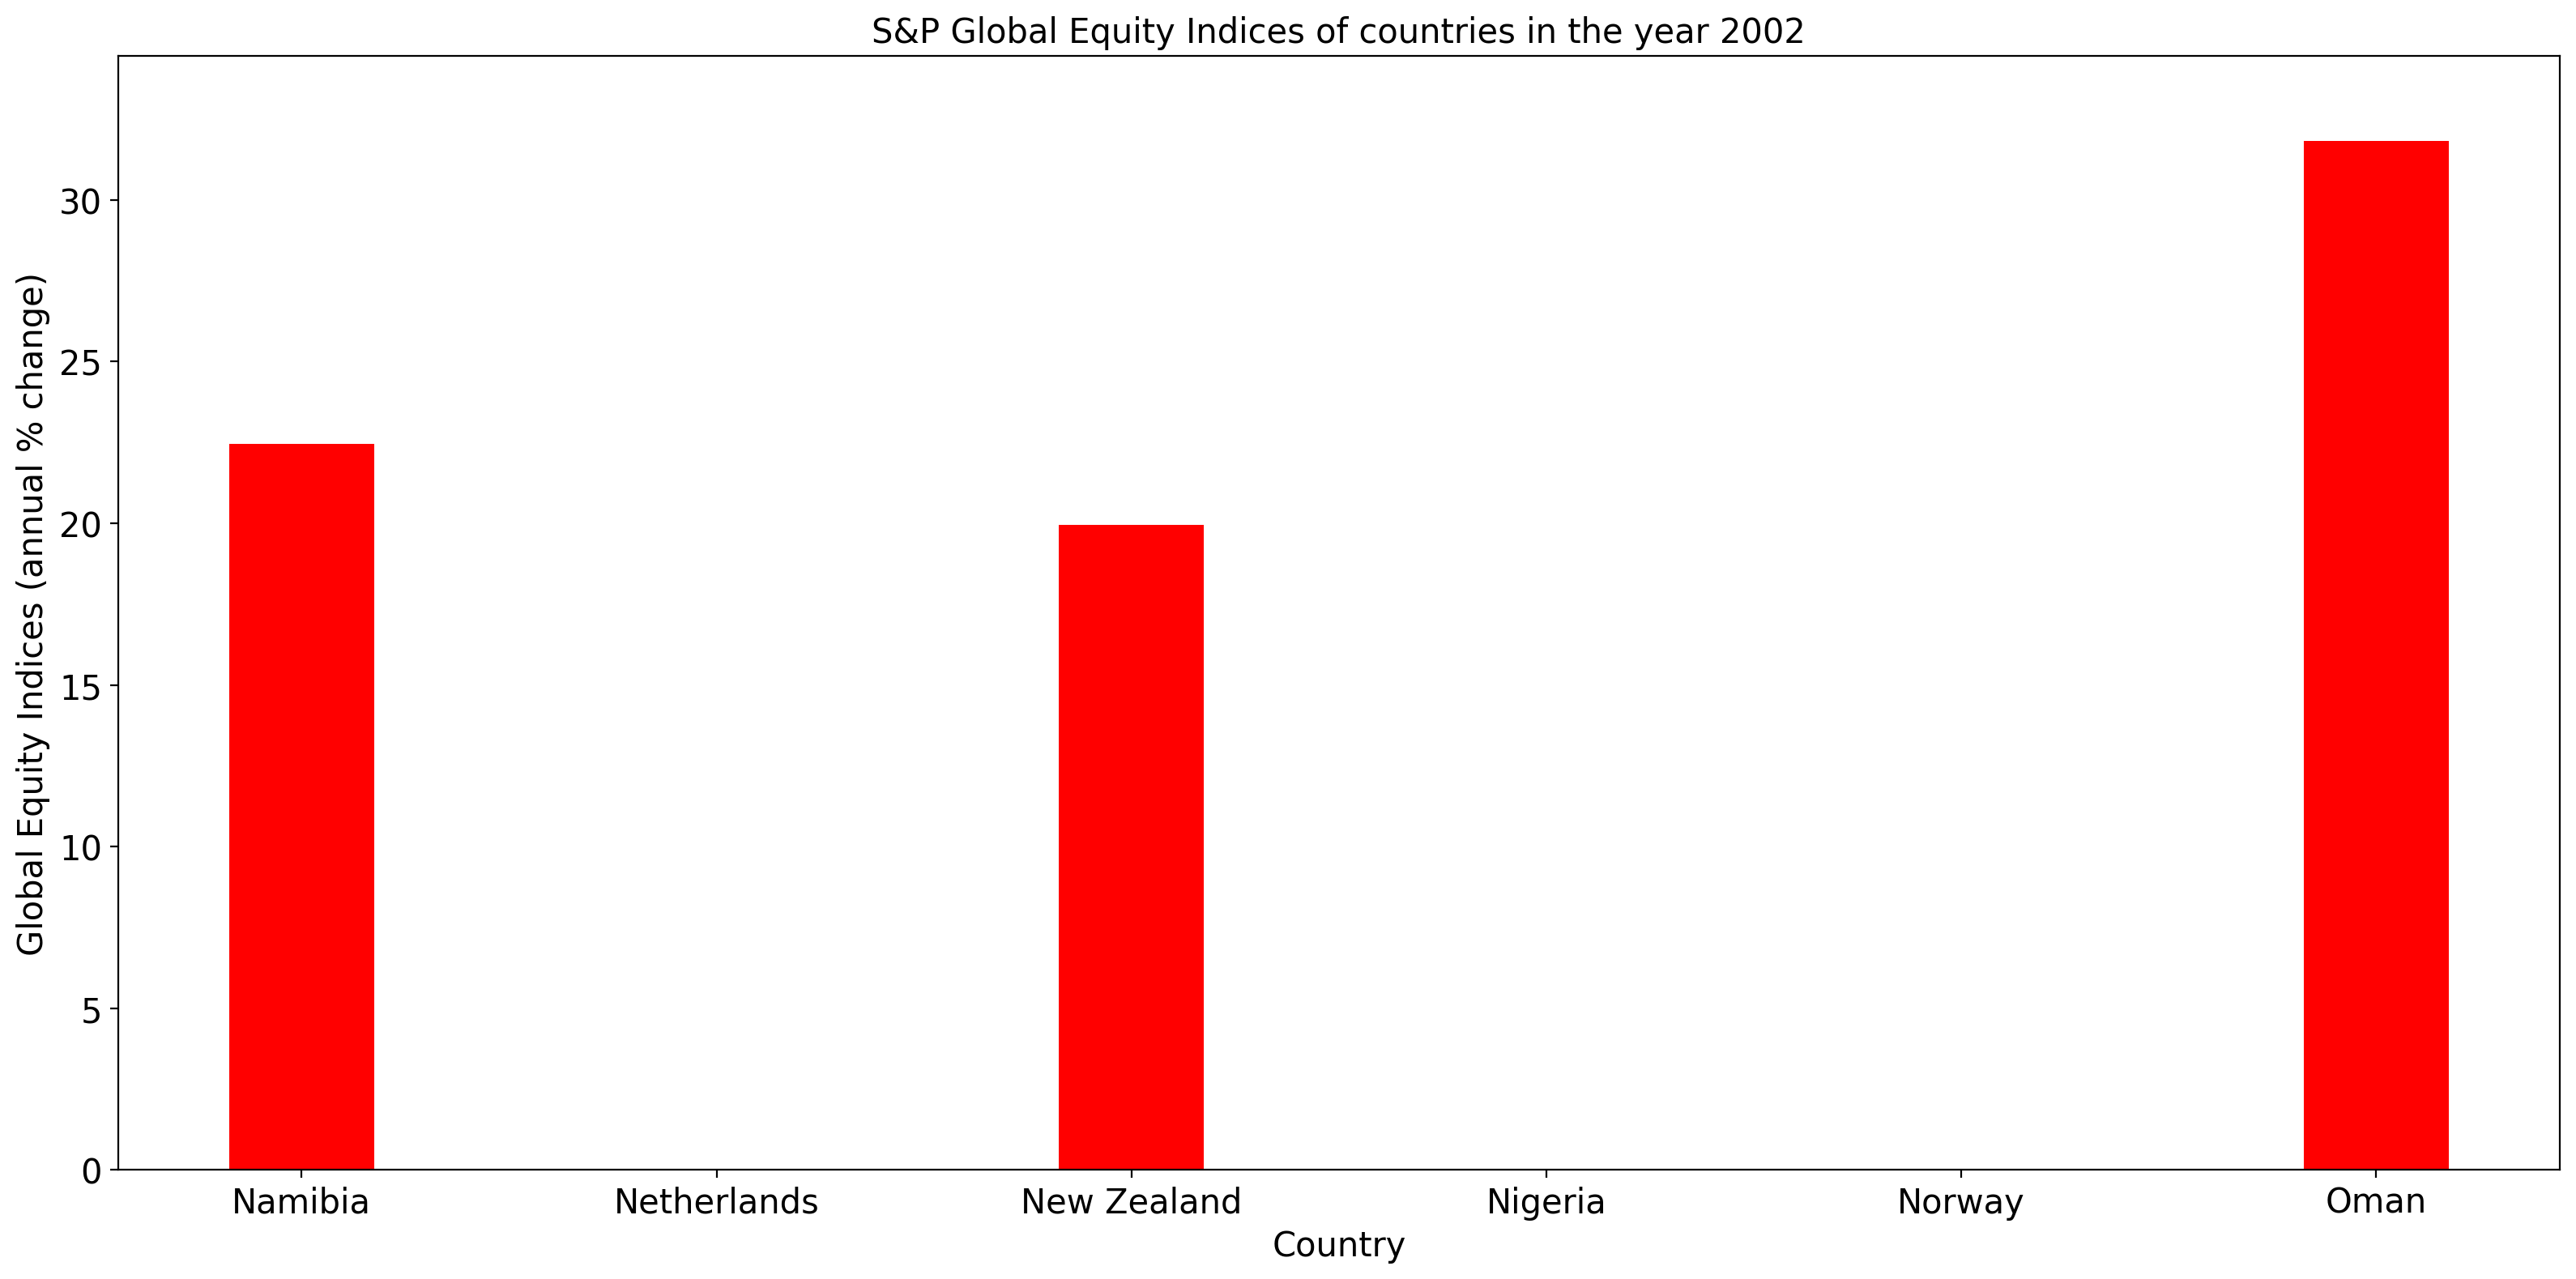 S&P Global Equity Indices of countries in the year 2002
Global Equity Indices (annual % change)
30
25
20
15
10
5
0
Namibia Netherlands New Zealand Nigeria Norway Oman
Country